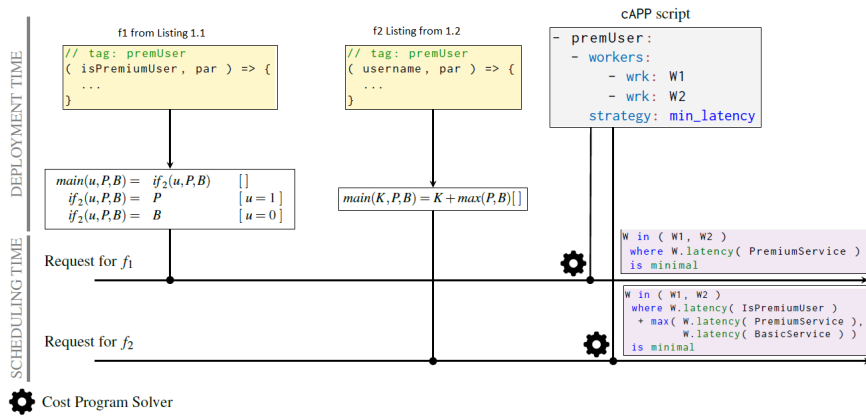 f1 from Listing 1.1
// tag: premUser
( isPremiumUser, par ) => {
...
}
f2 Listing from 1.2
// tag: premUser
( username, par ) => {
...
}
cAPP script
- premUser:
- workers:
- wrk: W1
- wrk: W2
strategy: min_latency
DEPLOYMENT TIME
main(u,P,B) = if₂(u,P,B) [ ]
if₂(u,P,B) = P [u = 1]
if₂(u,P,B) = B [u = 0]
main(K,P,B) = K + max(P,B)[ ]
SCHEDULING TIME
Request for f₁
W in ( W1, W2 )
where W.latency( PremiumService )
is minimal
Request for f₂
W in ( W1, W2 )
where W.latency( IsPremiumUser )
+ max( W.latency( PremiumService ),
W.latency( BasicService ) )
is minimal
Cost Program Solver